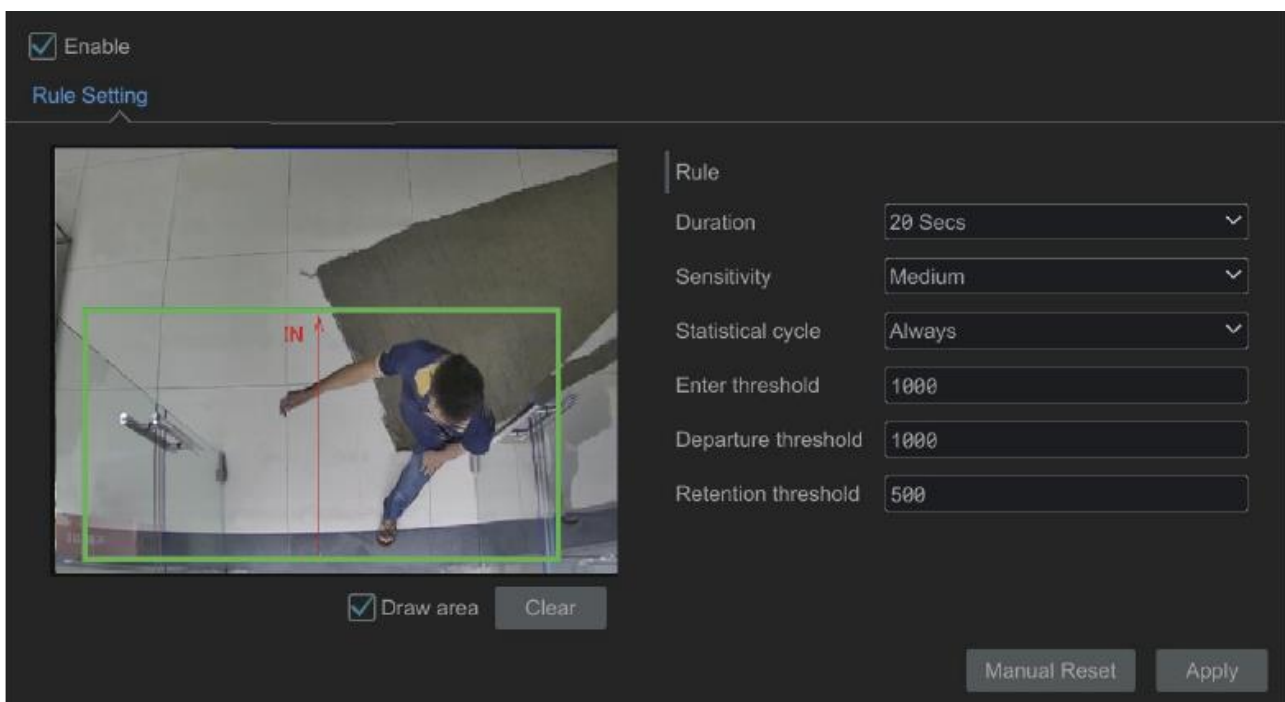 Enable
Rule Setting
IN
Draw area
Clear
Rule
Duration
20 Secs
Sensitivity
Medium
Statistical cycle
Always
Enter threshold
1000
Departure threshold
1000
Retention threshold
500
Manual Reset
Apply